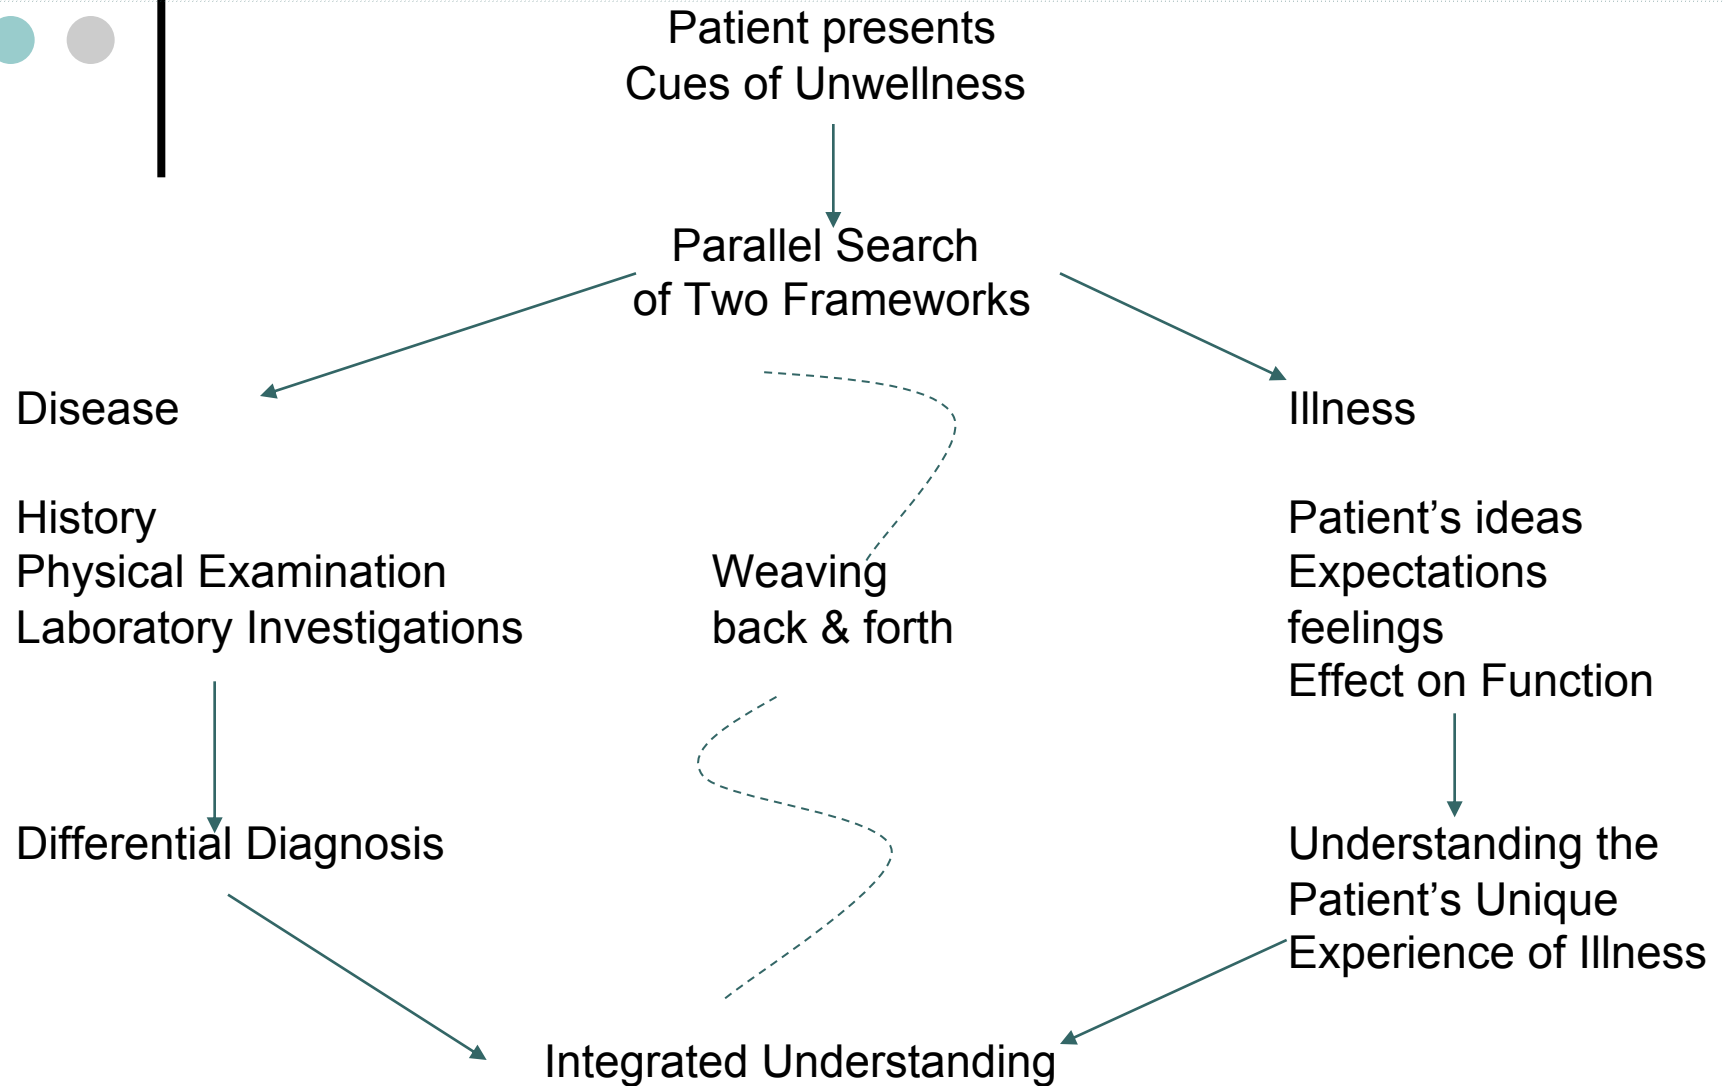 Patient presents
Cues of Unwellness
Parallel Search
of Two Frameworks
Disease
History
Physical Examination
Laboratory Investigations
Differential Diagnosis
Weaving
back & forth
Illness
Patient’s ideas
Expectations
feelings
Effect on Function
Understanding the
Patient’s Unique
Experience of Illness
Integrated Understanding